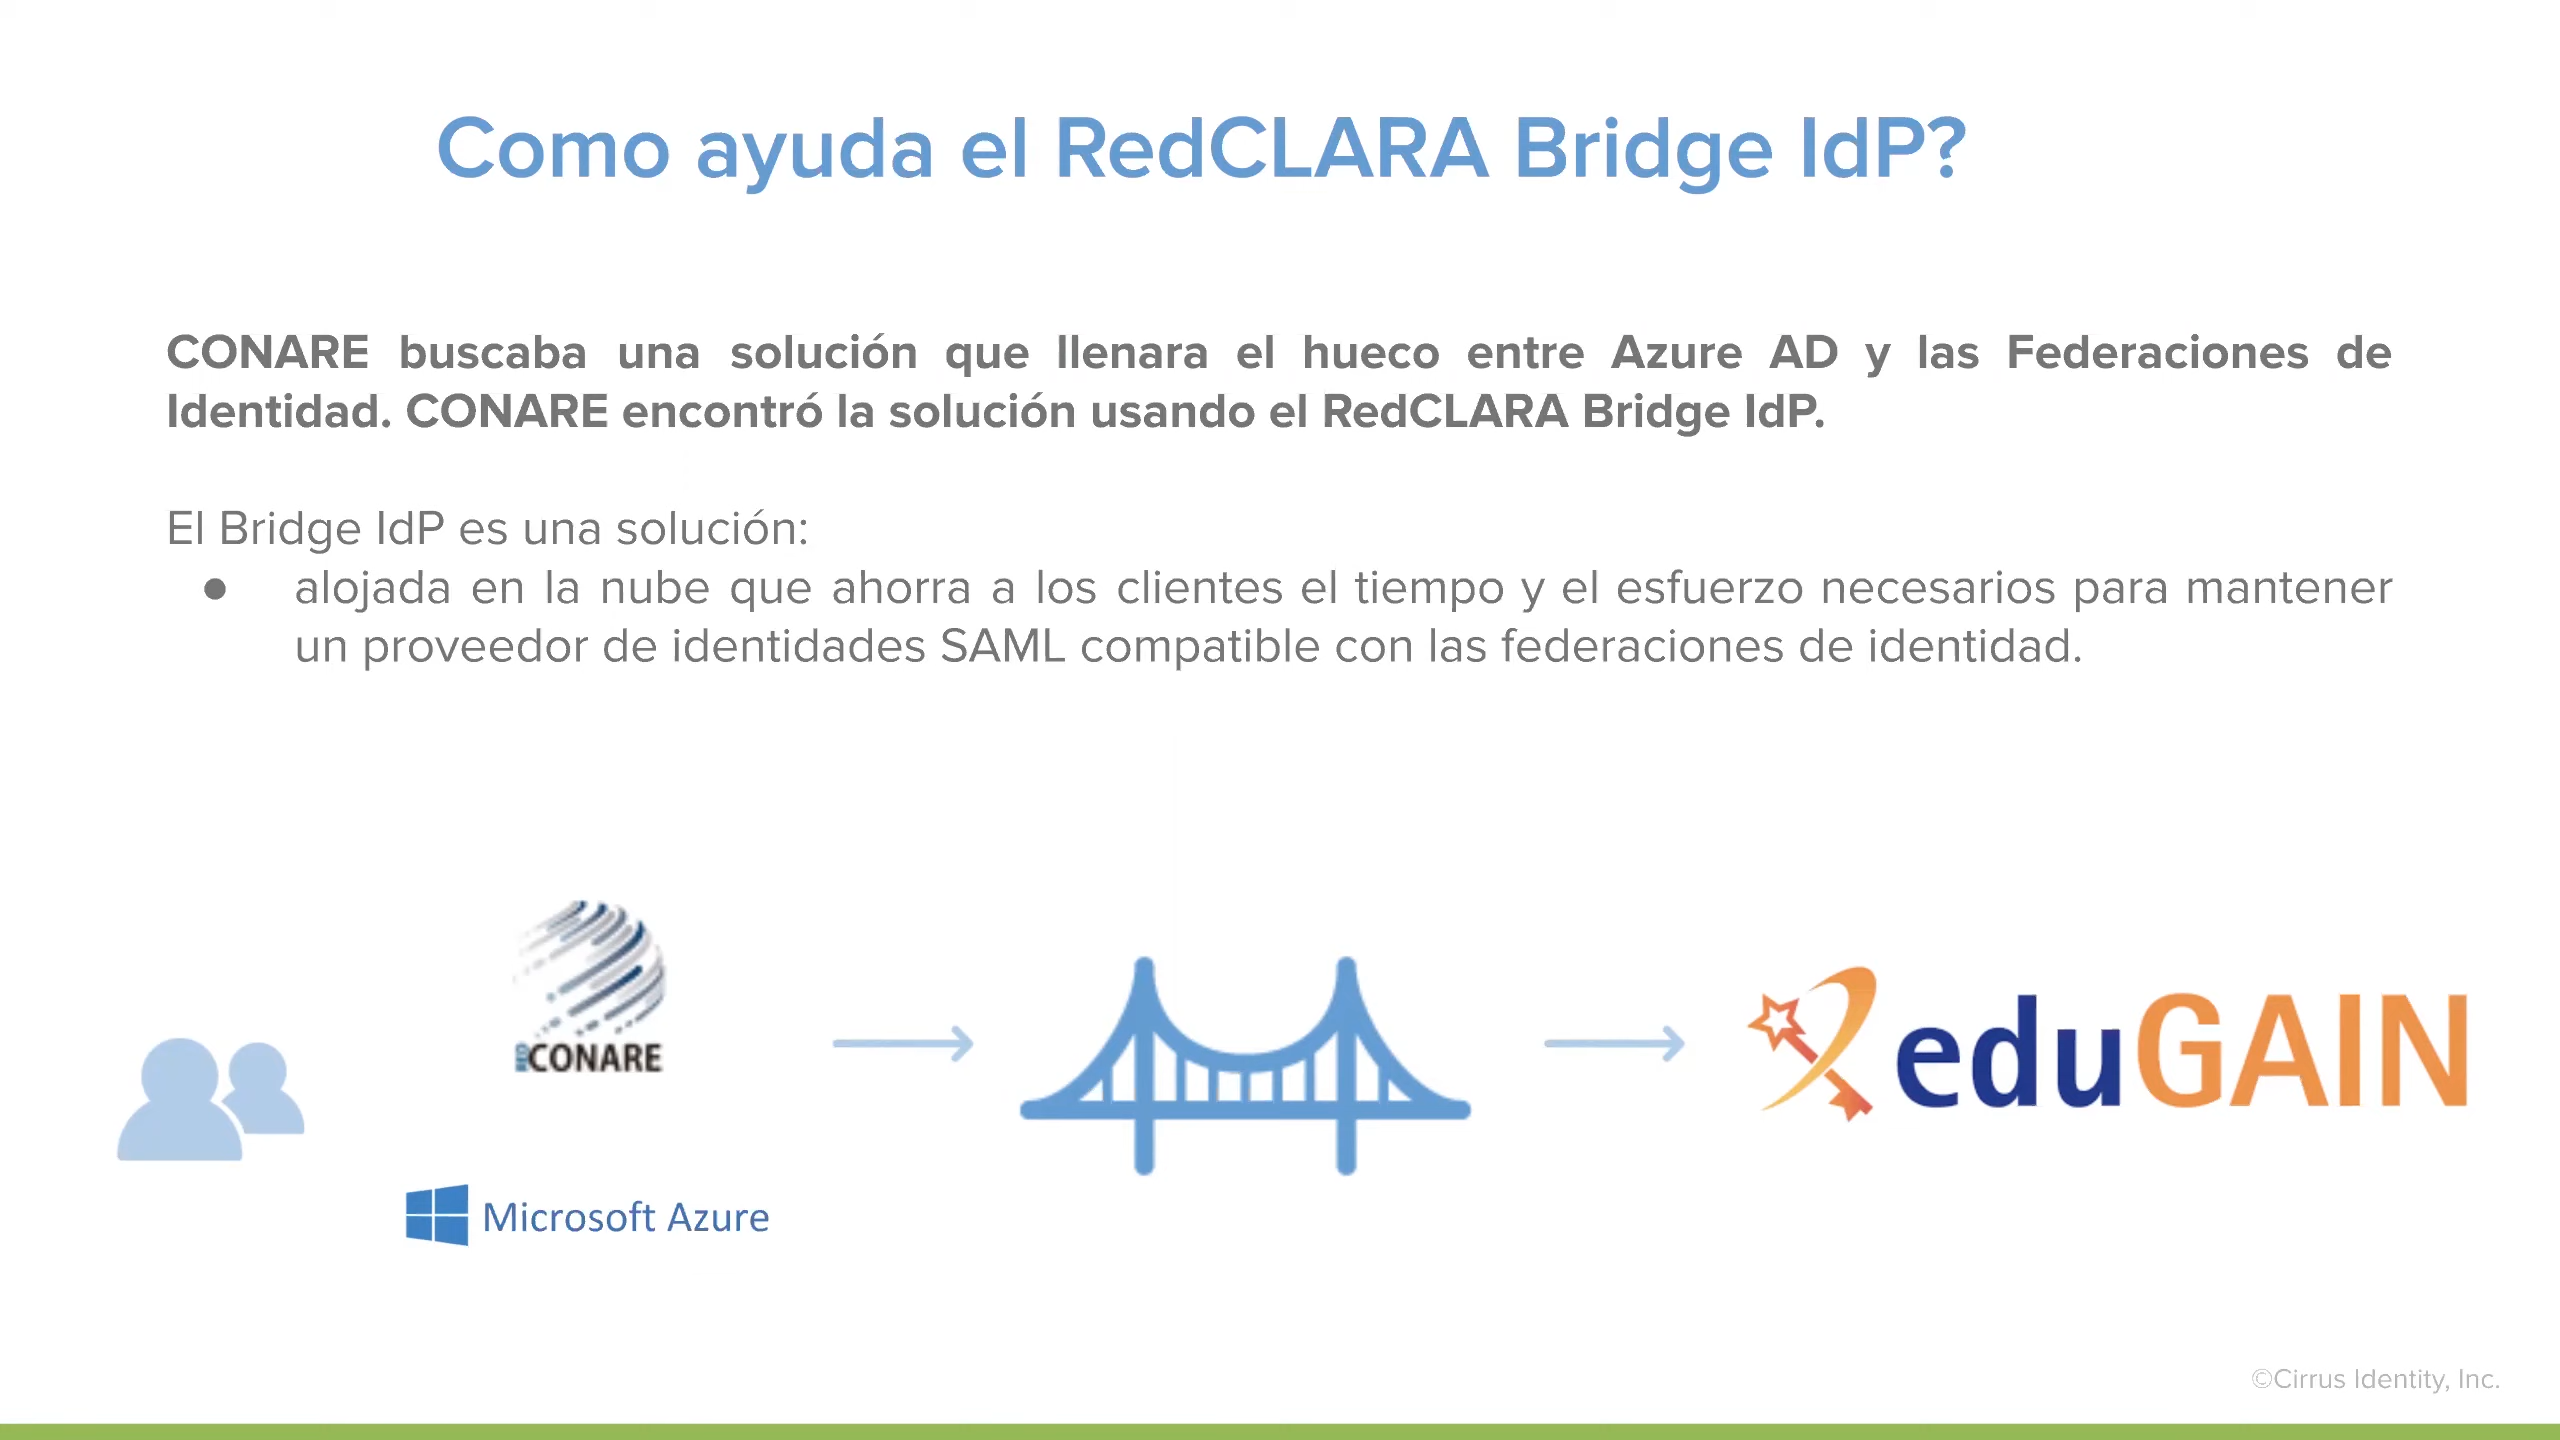 Como ayuda el RedCLARA Bridge IdP?
CONARE buscaba una solución que llenara el hueco entre Azure AD y las Federaciones de
Identidad. CONARE encontró la solución usando el RedCLARA Bridge IdP.
El Bridge IdP es una solución:
● alojada en la nube que ahorra a los clientes el tiempo y el esfuerzo necesarios para mantener
un proveedor de identidades SAML compatible con las federaciones de identidad.
RED CONARE
Microsoft Azure
eduGAIN
©Cirrus Identity, Inc.